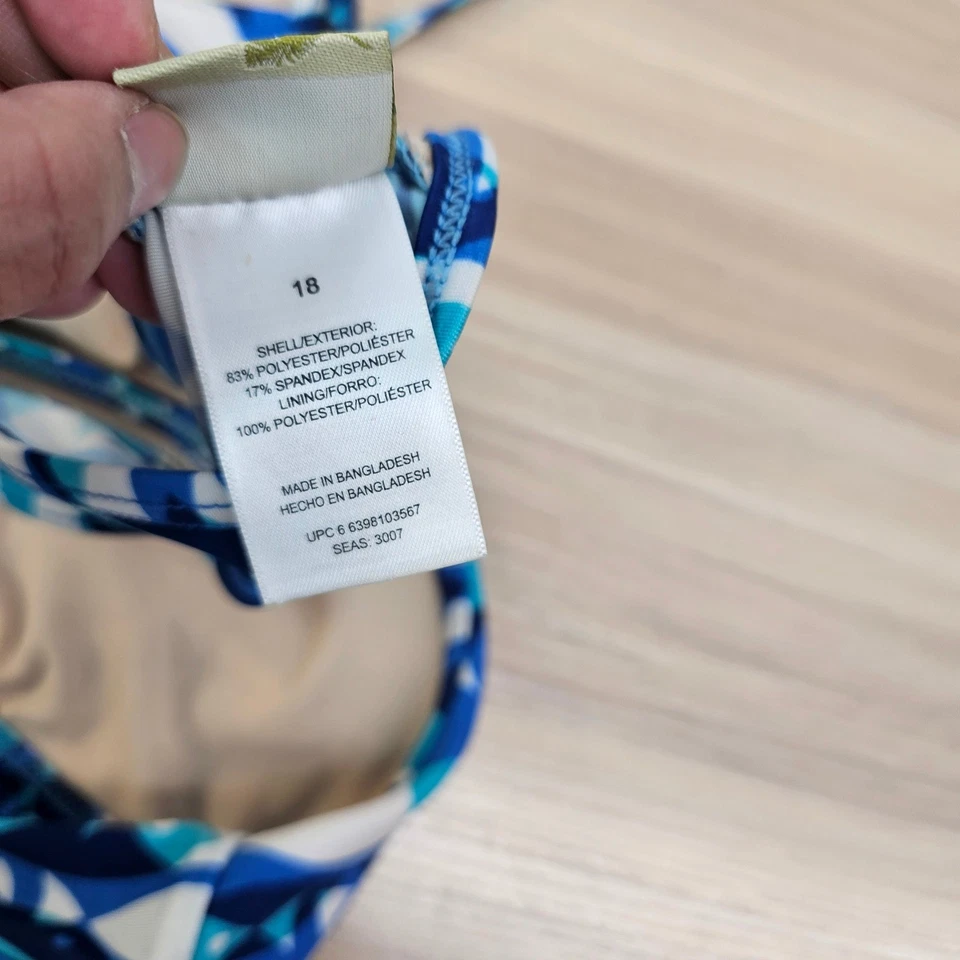 18
SHELL/EXTERIOR:
83% POLYESTER/POLIÉSTER
17% SPANDEX/SPANDEX
LINING/FORRO:
100% POLYESTER/POLIÉSTER
MADE IN BANGLADESH
HECHO EN BANGLADESH
UPC 6 6398103567
SEAS: 3007